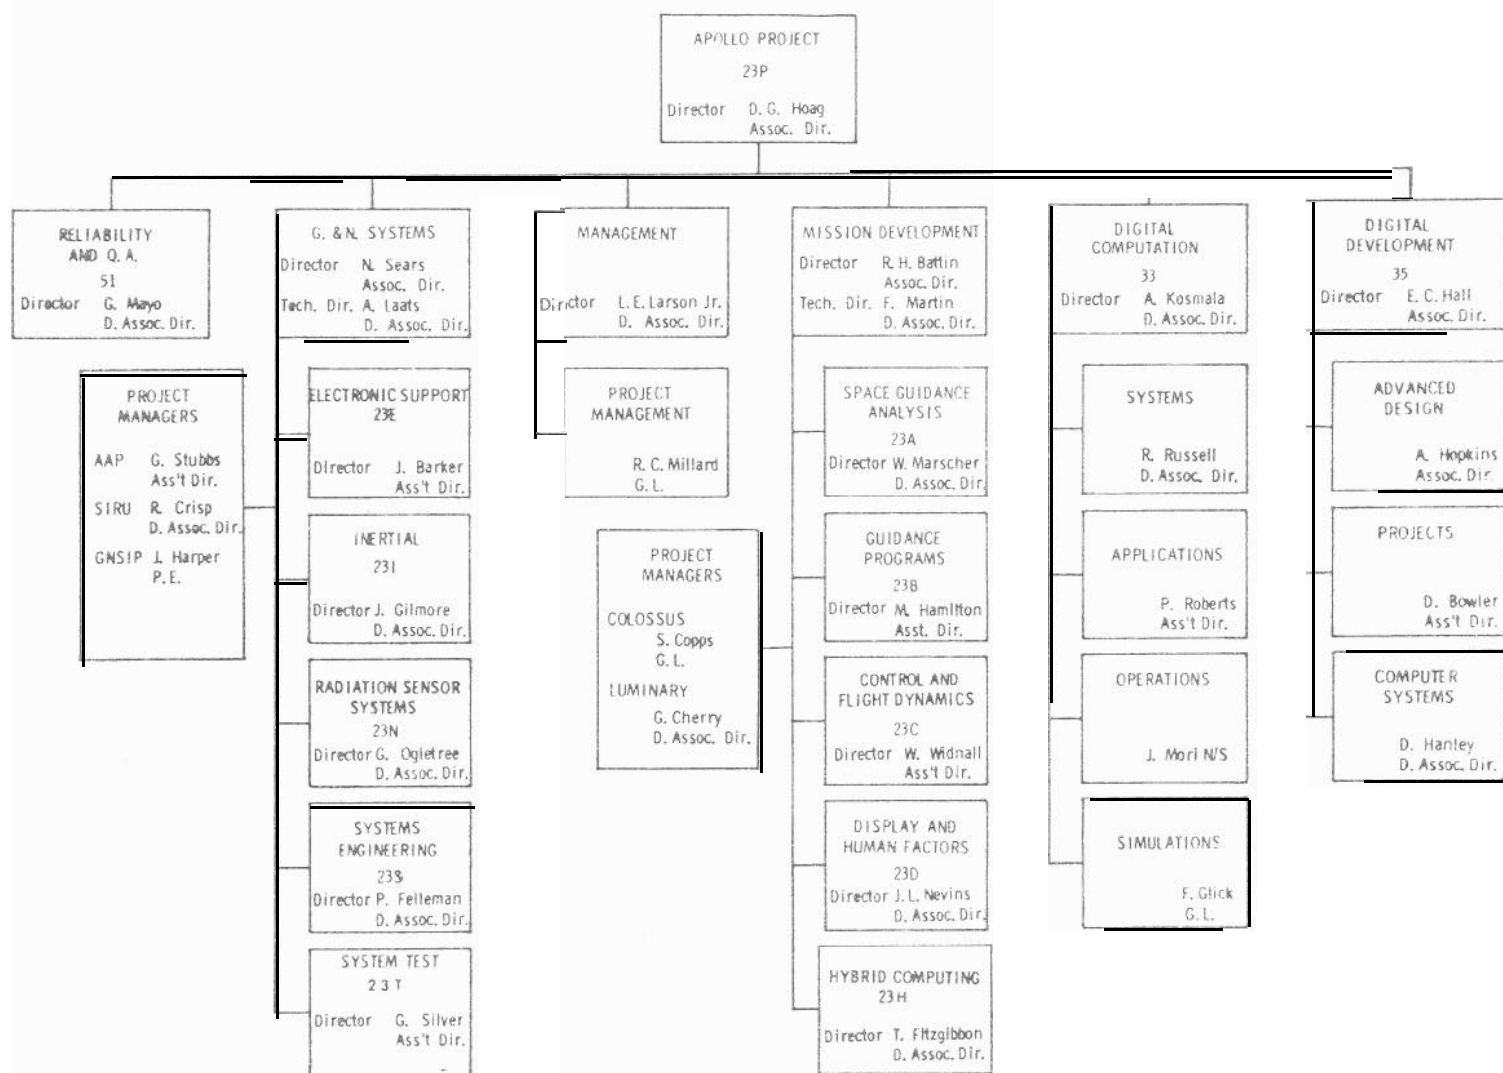 APOLLO PROJECT
23P
Director D. G. Hoag
Assoc. Dir.
RELIABILITY
AND Q. A.
51
Director G. Mayo
D. Assoc. Dir.
PROJECT
MANAGERS
AAP G. Stubbs
Ass't Dir.
SIRU R. Crisp
D. Assoc. Dir.
GNSIP J. Harper
P. E.
G. & N. SYSTEMS
Director N. Sears
Assoc. Dir.
Tech. Dir. A. Laats
D. Assoc. Dir.
ELECTRONIC SUPPORT
23E
Director J. Barker
Ass't Dir.
INERTIAL
23I
Director J. Gilmore
D. Assoc. Dir.
RADIATION SENSOR
SYSTEMS
23N
Director G. Ogletree
D. Assoc. Dir.
SYSTEMS
ENGINEERING
23S
Director P. Felleman
D. Assoc. Dir.
SYSTEM TEST
23T
Director G. Silver
Ass't Dir.
MANAGEMENT
Director L. E. Larson Jr.
D. Assoc. Dir.
PROJECT
MANAGEMENT
R. C. Millard
G. L.
PROJECT
MANAGERS
COLOSSUS
S. Copps
G. L.
LUMINARY
G. Cherry
D. Assoc. Dir.
MISSION DEVELOPMENT
Director R. H. Battin
Assoc. Dir.
Tech. Dir. F. Martin
D. Assoc. Dir.
SPACE GUIDANCE
ANALYSIS
23A
Director W. Marscher
D. Assoc. Dir.
GUIDANCE
PROGRAMS
23B
Director M. Hamilton
Asst. Dir.
CONTROL AND
FLIGHT DYNAMICS
23C
Director W. Widnall
Ass't Dir.
DISPLAY AND
HUMAN FACTORS
23D
Director J. L. Nevins
D. Assoc. Dir.
HYBRID COMPUTING
23H
Director T. Fitzgibbon
D. Assoc. Dir.
DIGITAL
COMPUTATION
33
Director A. Kosmala
D. Assoc. Dir.
SYSTEMS
R. Russell
D. Assoc. Dir.
APPLICATIONS
P. Roberts
Ass't Dir.
OPERATIONS
J. Mori N/S
SIMULATIONS
F. Glick
G. L.
DIGITAL
DEVELOPMENT
35
Director E. C. Hall
Assoc. Dir.
ADVANCED
DESIGN
A. Hopkins
Assoc. Dir.
PROJECTS
D. Bowler
Ass't Dir.
COMPUTER
SYSTEMS
D. Hanley
D. Assoc. Dir.